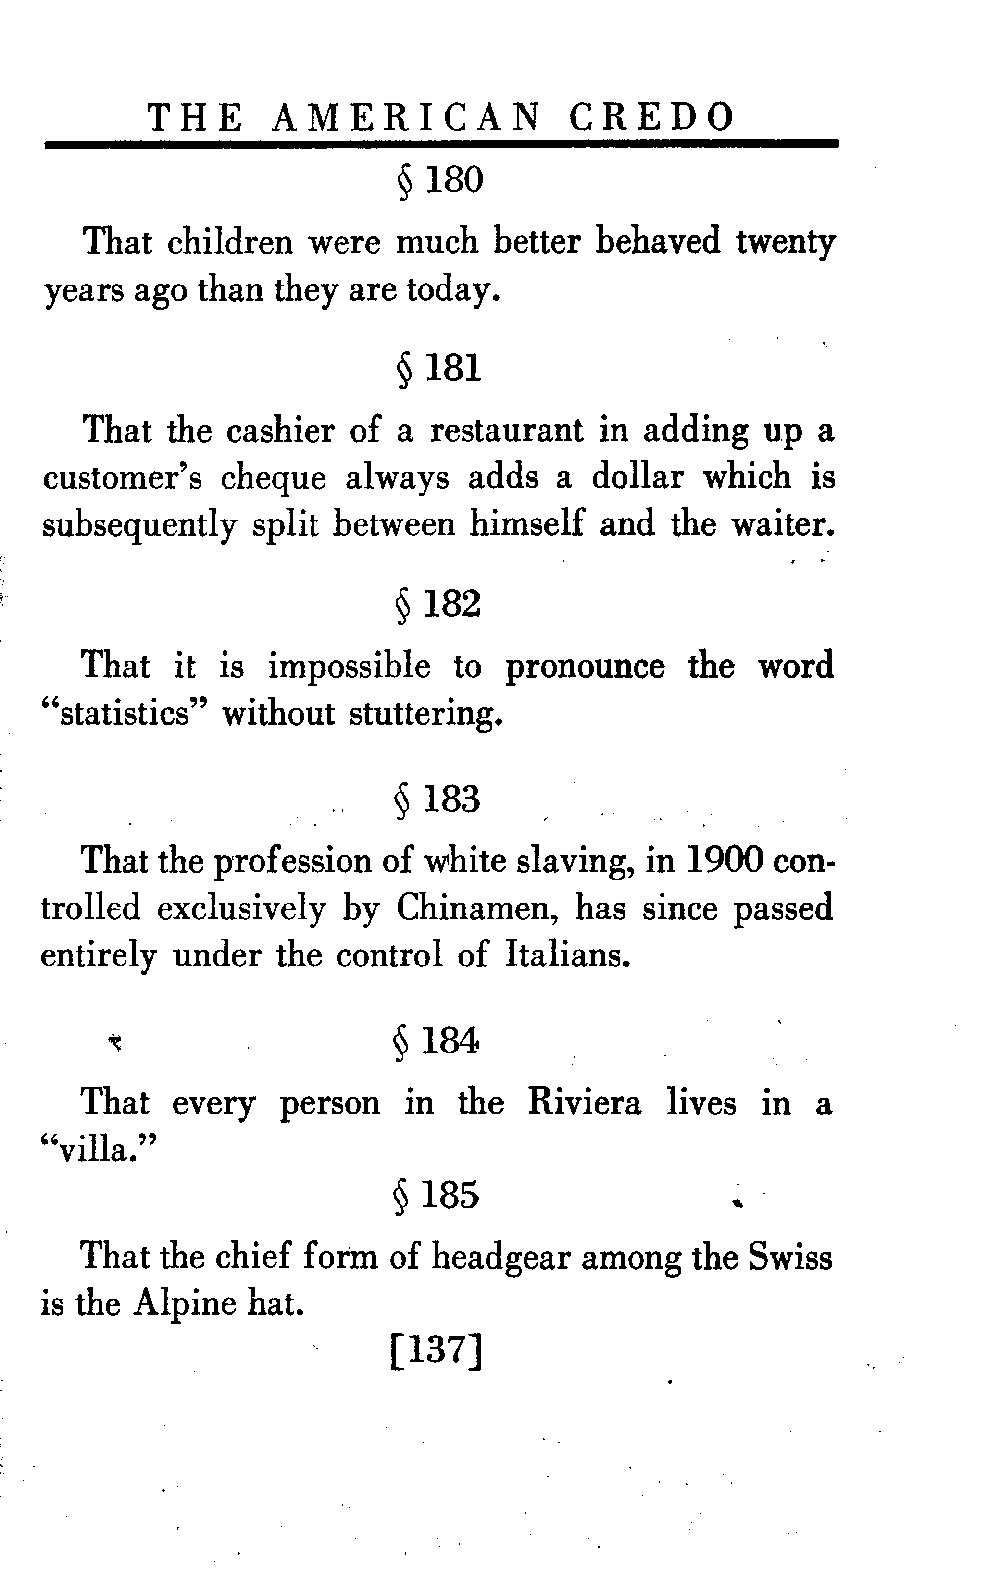 THE AMERICAN CREDO
§ 180
That children were much better behaved twenty
years ago than they are today.
§ 181
That the cashier of a restaurant in adding up a
customer's cheque always adds a dollar which is
subsequently split between himself and the waiter.
§ 182
That it is impossible to pronounce the word
“statistics” without stuttering.
§ 183
That the profession of white slaving, in 1900 con-
trolled exclusively by Chinamen, has since passed
entirely under the control of Italians.
§ 184
That every person in the Riviera lives in a
“villa.”
§ 185
That the chief form of headgear among the Swiss
is the Alpine hat.
[137]